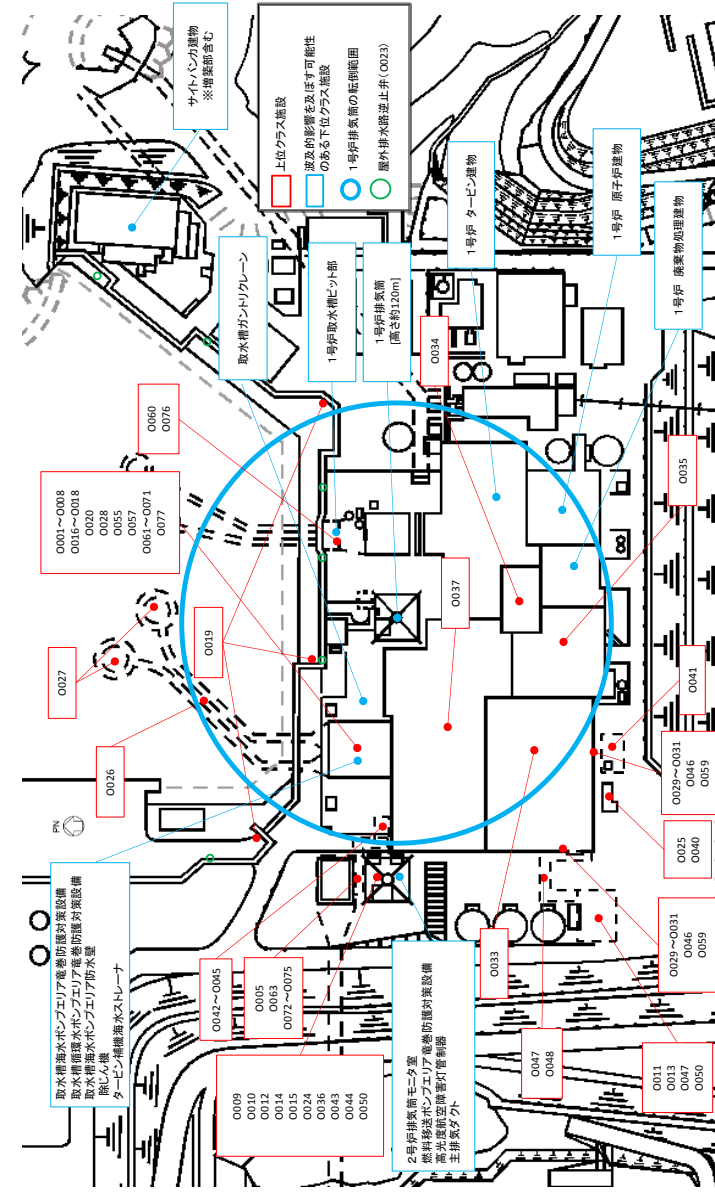 サイトバンカ建物
※増築部含む
上位クラス施設
波及的影響を及ぼす可能性
のある下位クラス施設
1号炉排気筒の転倒範囲
屋外排水路逆止弁(O023)
取水槽ガントリクレーン
1号炉取水槽ピット部
1号炉排気筒
[高さ約120m]
1号炉 タービン建物
1号炉 原子炉建物
1号炉 廃棄物処理建物
O034
O060
O076
O001～O008
O016～O018
O020
O028
O055
O057
O061～O071
O077
O035
O037
O027
O019
O026
O041
O029～O031
O046
O059
O025
O040
PN
取水槽海水ポンプエリア竜巻防護対策設備
取水槽循環水ポンプエリア竜巻防護対策設備
取水槽海水ポンプエリア防水壁
除じん機
タービン補機海水ストレーナ
O042～O045
O005
O063
O072～O075
O009
O010
O012
O014
O015
O024
O036
O043
O044
O050
2号炉排気筒モニタ室
燃料移送ポンプエリア竜巻防護対策設備
高光度航空障害灯管制器
主排気ダクト
O033
O029～O031
O046
O059
O047
O048
O011
O013
O047
O050